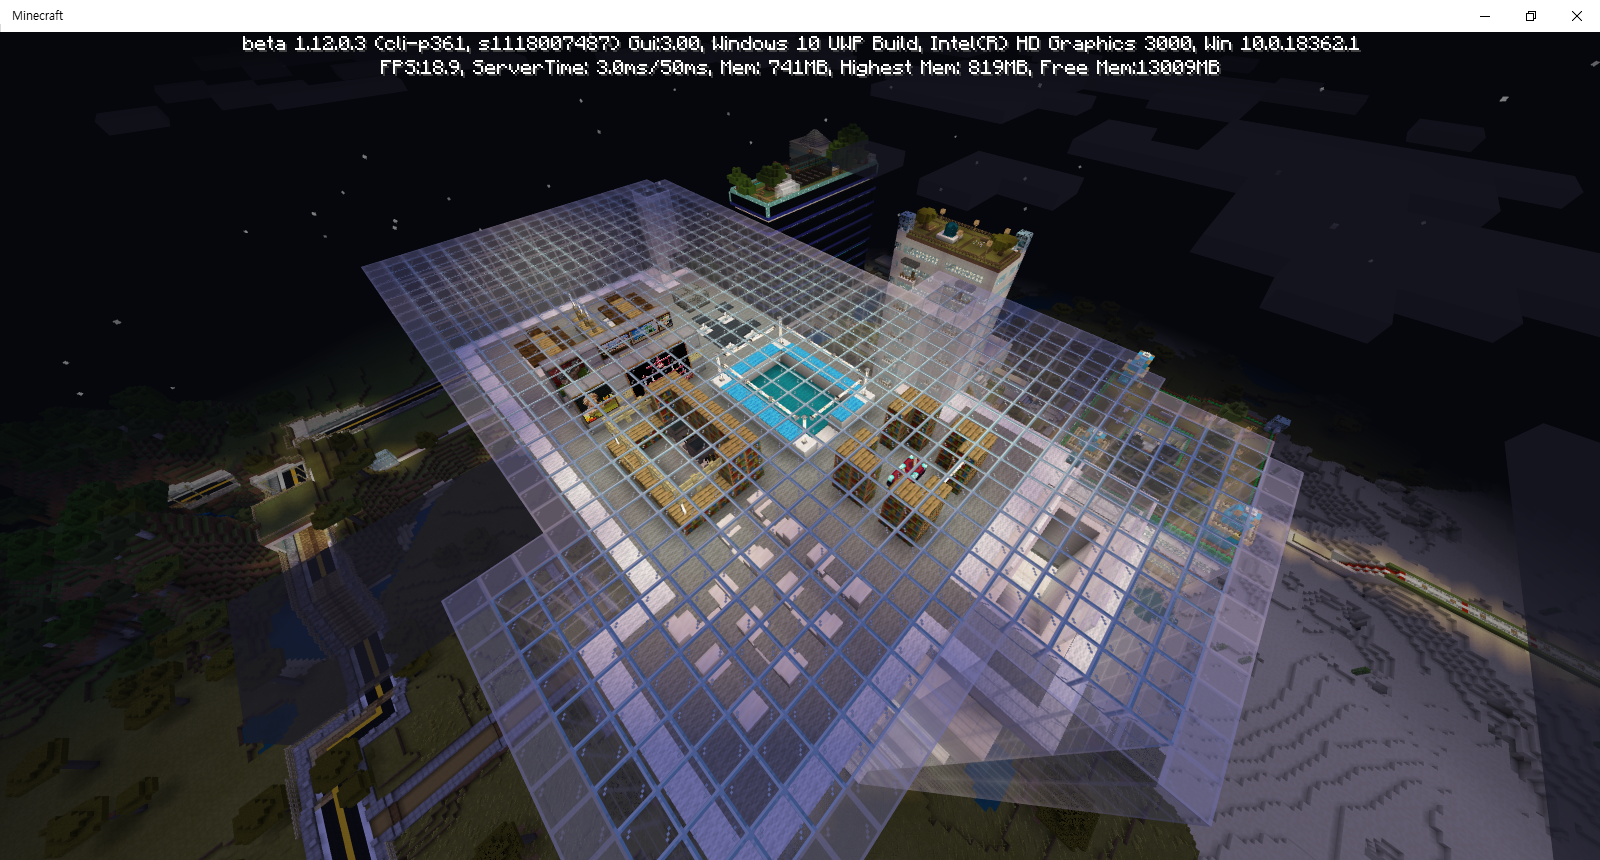 Minecraft
beta 1.12.0.3 (cli-p361, s1118007487) Gui:3.00, Windows 10 UWP Build, Intel(R) HD Graphics 3000, Win 10.0.18362.1
FPS:18.9, ServerTime: 3.0ms/50ms, Mem: 741MB, Highest Mem: 819MB, Free Mem:13009MB